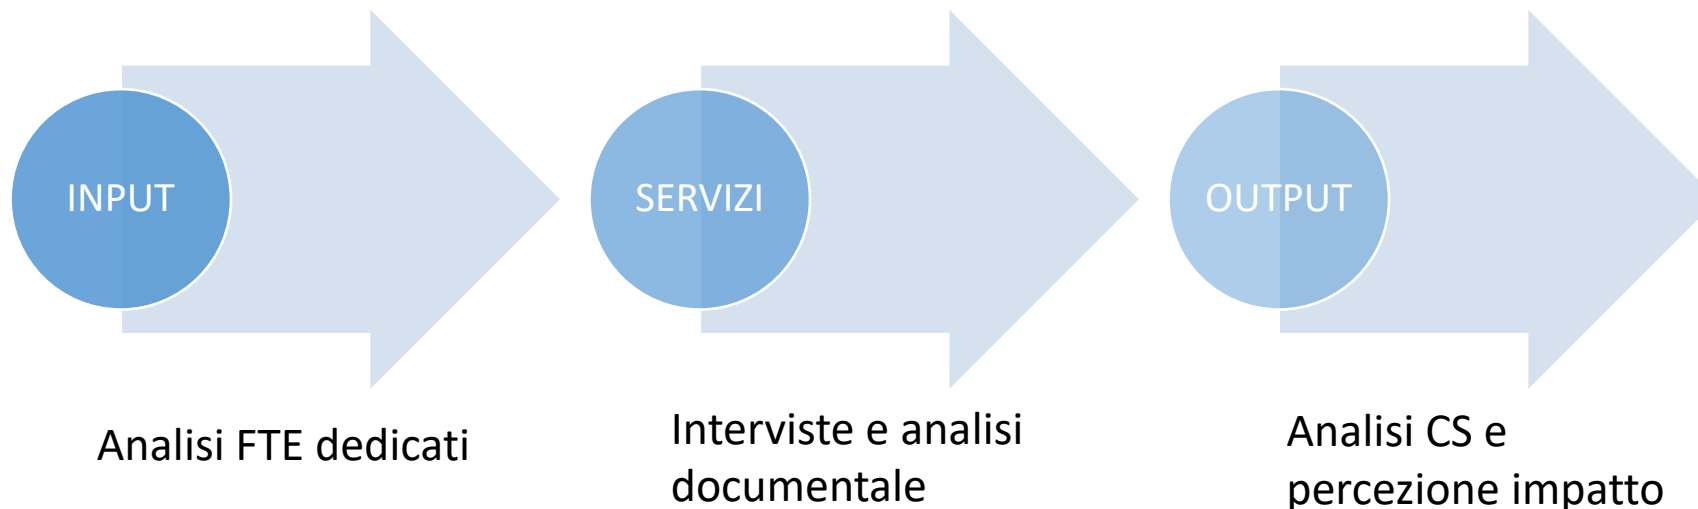 INPUT
SERVIZI
OUTPUT
Analisi FTE dedicati
Interviste e analisi
documentale
Analisi CS e
percezione impatto